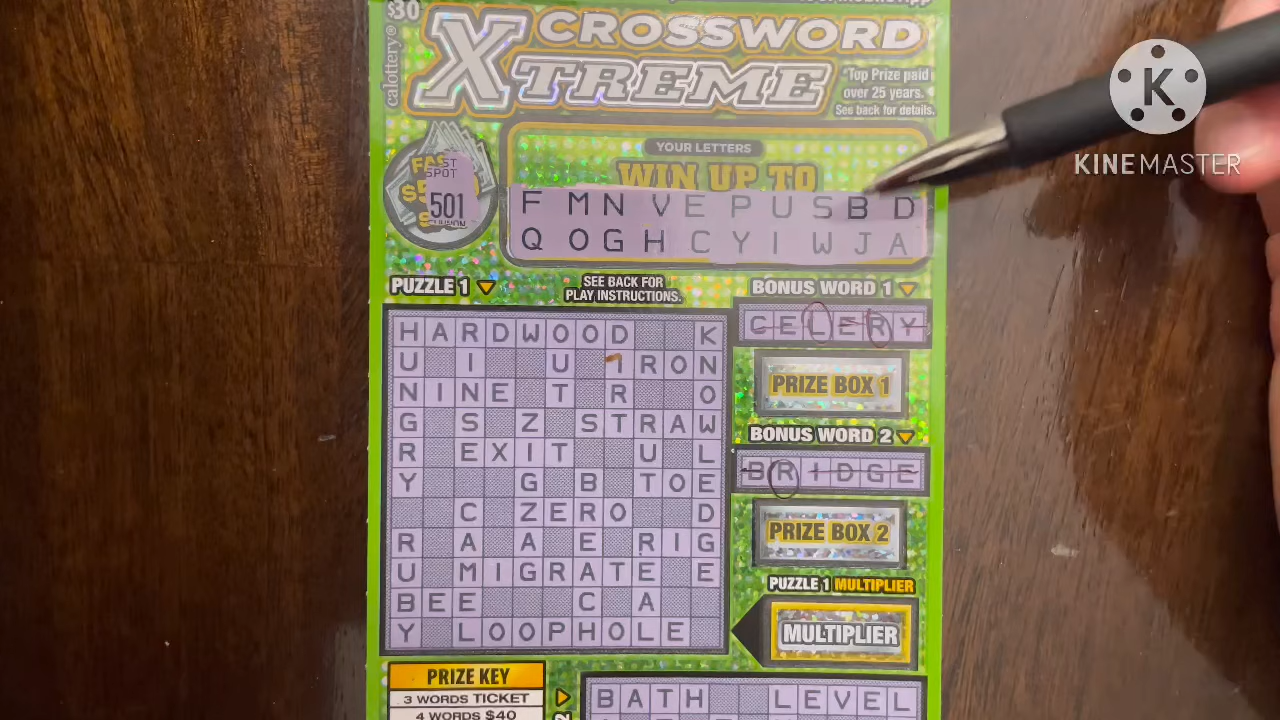 $30
CROSSWORD
XTREME
calottery®
*Top Prize paid
over 25 years.
See back for details.
K
KINEMASTER
YOUR LETTERS
WIN UP TO
FAST
SPOT
501
F M N V E P U S B D
Q O G H C Y I W J A
PUZZLE 1
SEE BACK FOR
PLAY INSTRUCTIONS.
BONUS WORD 1
CELERY
PRIZE BOX 1
BONUS WORD 2
BRIDGE
PRIZE BOX 2
PUZZLE 1 MULTIPLIER
MULTIPLIER
H A R D W O O D K
U I U I R O N
N I N E T R O
G S Z S T R A W
R E X I T U L
Y G B T O E
C Z E R O D
R A A E R I G
U M I G R A T E E
B E E C A
Y L O O P H O L E
PRIZE KEY
3 WORDS TICKET
4 WORDS $40
B A T H L E V E L